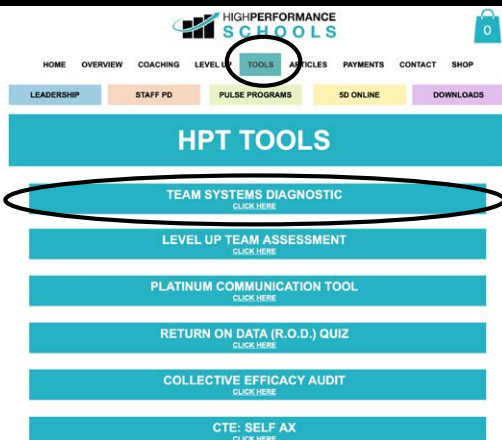 HIGHPERFORMANCE
SCHOOLS
0
HOME OVERVIEW COACHING LEVEL UP TOOLS ARTICLES PAYMENTS CONTACT SHOP
LEADERSHIP STAFF PD PULSE PROGRAMS 5D ONLINE DOWNLOADS
HPT TOOLS
TEAM SYSTEMS DIAGNOSTIC
CLICK HERE
LEVEL UP TEAM ASSESSMENT
CLICK HERE
PLATINUM COMMUNICATION TOOL
CLICK HERE
RETURN ON DATA (R.O.D.) QUIZ
CLICK HERE
COLLECTIVE EFFICACY AUDIT
CLICK HERE
CTE: SELF AX
CLICK HERE